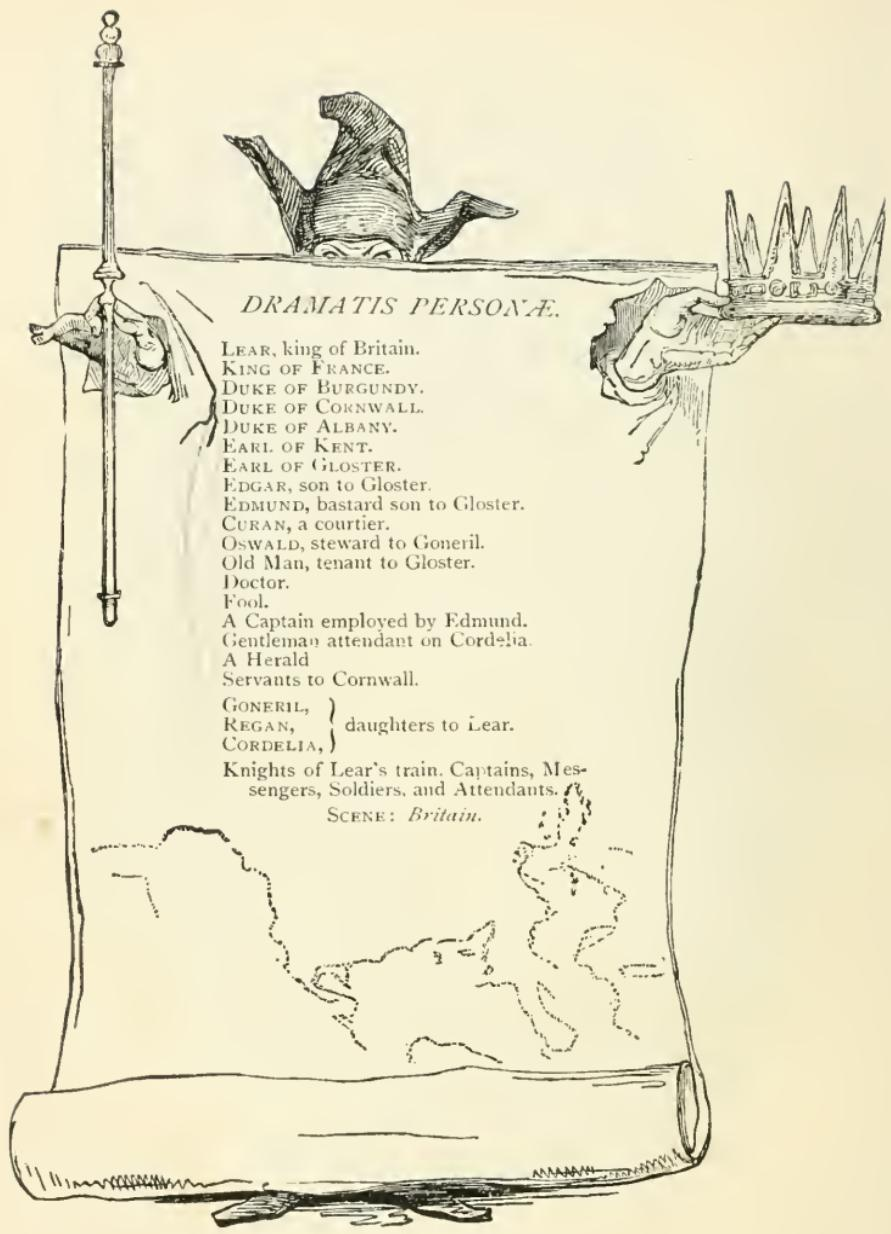 DRAMATIS PERSONÆ.
LEAR, king of Britain.
KING OF FRANCE.
DUKE OF BURGUNDY.
DUKE OF CORNWALL.
DUKE OF ALBANY.
EARL OF KENT.
EARL OF GLOSTER.
EDGAR, son to Gloster.
EDMUND, bastard son to Gloster.
CURAN, a courtier.
OSWALD, steward to Goneril.
Old Man, tenant to Gloster.
Doctor.
Fool.
A Captain employed by Edmund.
Gentleman attendant on Cordelia.
A Herald
Servants to Cornwall.
GONERIL,
REGAN, } daughters to Lear.
CORDELIA,
Knights of Lear's train, Captains, Mes-
sengers, Soldiers, and Attendants.
SCENE: Britain.